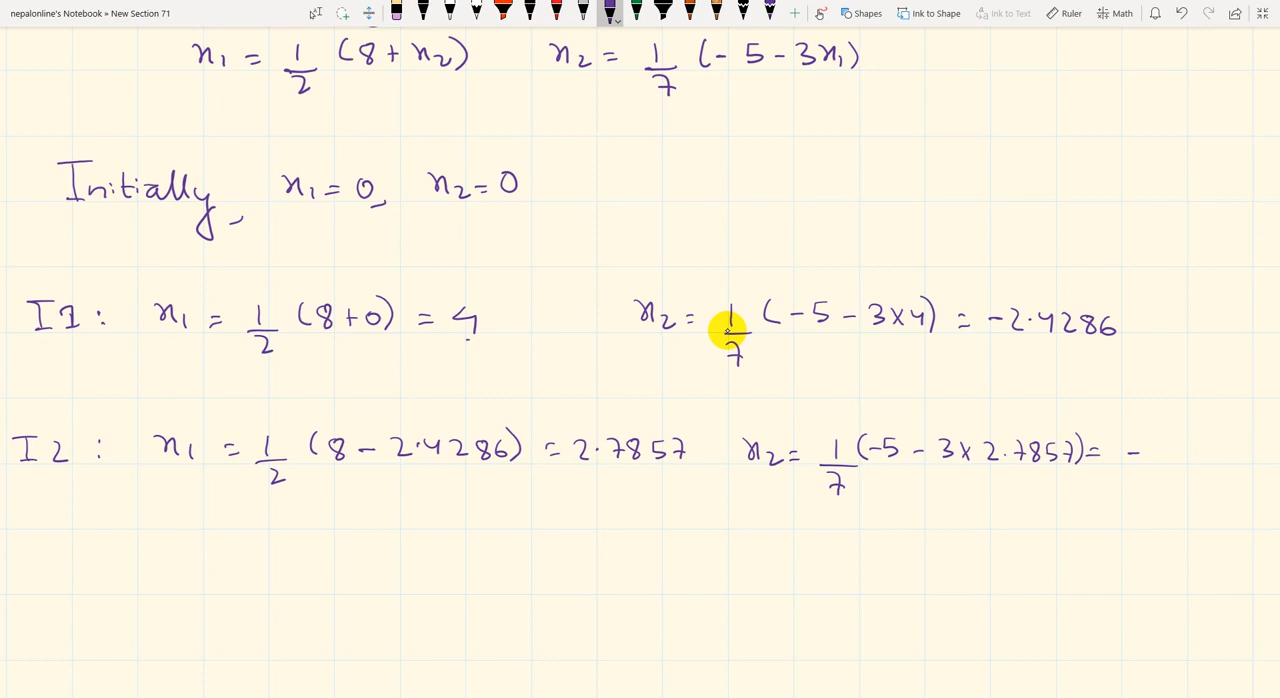 nepalonline's Notebook » New Section 71 Shapes Ink to Shape Ink to Text Ruler Math
x₁ = 1/2 (8 + x₂) x₂ = 1/7 (-5 - 3x₁)
Initially, x₁ = 0, x₂ = 0
I1: x₁ = 1/2 (8+0) = 4 x₂ = 1/7 (-5 - 3×4) = -2.4286
I2: x₁ = 1/2 (8 - 2.4286) = 2.7857 x₂ = 1/7 (-5 - 3×2.7857) = -